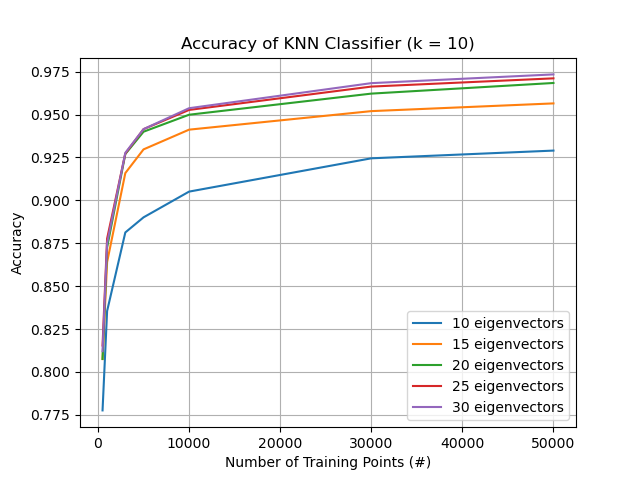 Accuracy of KNN Classifier (k = 10)
0.975
0.950
0.925
0.900
0.875
0.850
0.825
0.800
0.775
Accuracy
10 eigenvectors
15 eigenvectors
20 eigenvectors
25 eigenvectors
30 eigenvectors
0 10000 20000 30000 40000 50000
Number of Training Points (#)